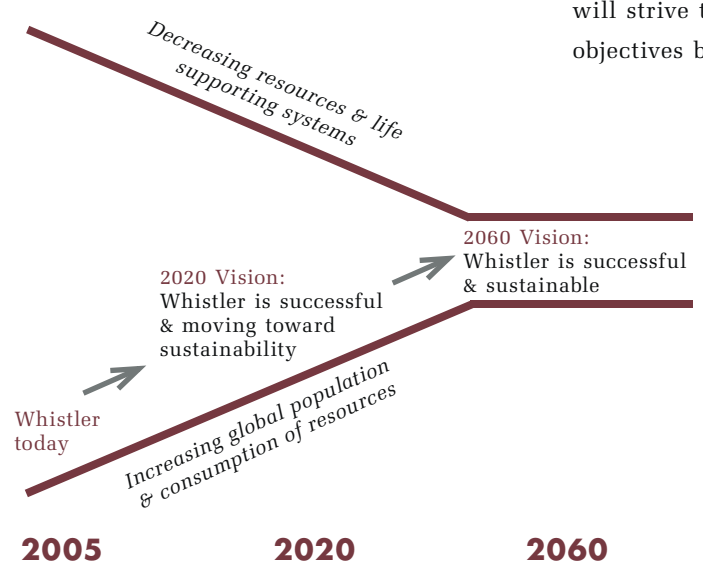 will strive t
objectives b
Decreasing resources & life
supporting systems
2060 Vision:
Whistler is successful
& sustainable
2020 Vision:
Whistler is successful
& moving toward
sustainability
Whistler
today
Increasing global population
& consumption of resources
2005
2020
2060